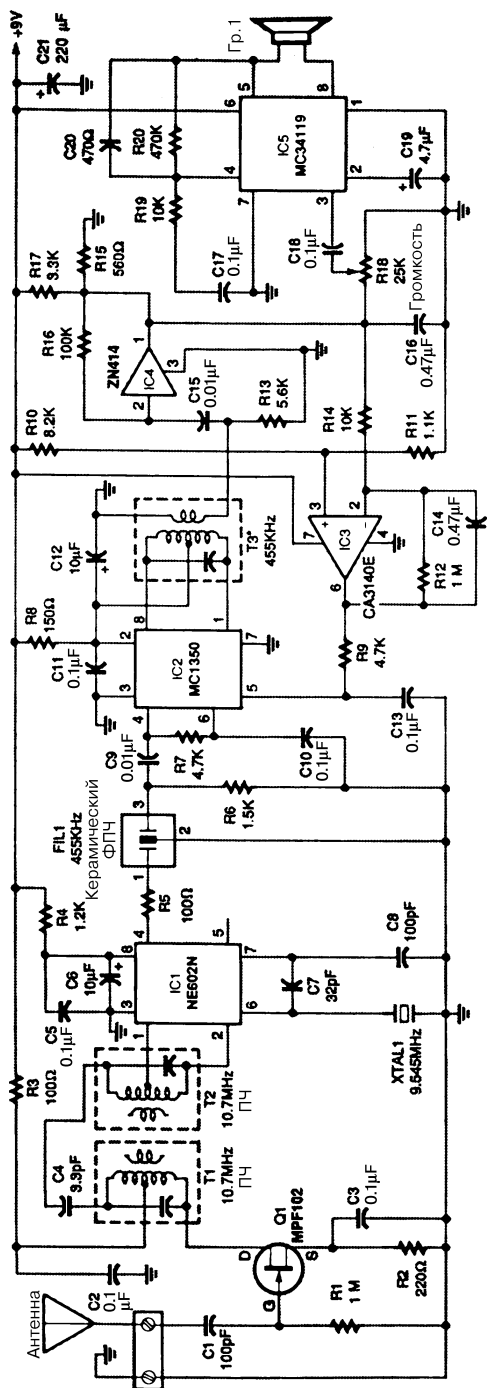 Антенна
C2
0.1
µF
C1
100pF
R1
1 M
G
D
S
Q1
MPF102
R2
220Ω
C3
0.1µF
C4
3.3pF
T1
10.7MHz
ПЧ
T2
10.7MHz
ПЧ
R3
100Ω
C5
0.1µF
C6
10µF
+
R4
1.2K
1
2
3
8
4
5
6
7
IC1
NE602N
C7
32pF
XTAL1
9.545MHz
C8
100pF
R5
100Ω
FIL1
455KHz
Керамический
ФПЧ
1
3
2
C9
0.01µF
R7
4.7K
R6
1.5K
C10
0.1µF
C11
0.1µF
R8
150Ω
C12
10µF
+
3
2
4
6
5
8
1
7
IC2
MC1350
T3*
455KHz
C13
0.1µF
R9
4.7K
R12
1 M
C14
0.47µF
7
3
+
2
–
4
6
IC3
CA3140E
R10
8.2K
R11
1.1K
R14
10K
R13
5.6K
C15
0.01µF
ZN414
IC4
2
1
3
R16
100K
R17
3.3K
R15
560Ω
C16
0.47µF
Громкость
R18
25K
C17
0.1µF
C18
0.1µF
R19
10K
R20
470K
C20
470Ω
7
4
6
5
3
2
8
1
IC5
MC34119
C19
4.7µF
+
Гр.1
C21
220 µF
+
+9V